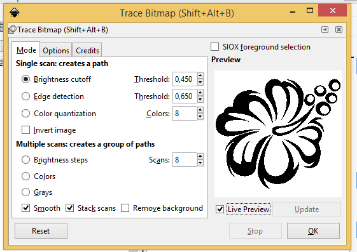 Trace Bitmap (Shift+Alt+B)
Trace Bitmap (Shift+Alt+B)
Mode Options Credits
SIOX foreground selection
Single scan: creates a path
Preview
Brightness cutoff Threshold: 0,450
Edge detection Threshold: 0,650
Color quantization Colors: 8
Invert image
Multiple scans: creates a group of paths
Brightness steps Scans: 8
Colors
Grays
Smooth Stack scans Remove background
Live Preview Update
Reset Stop OK